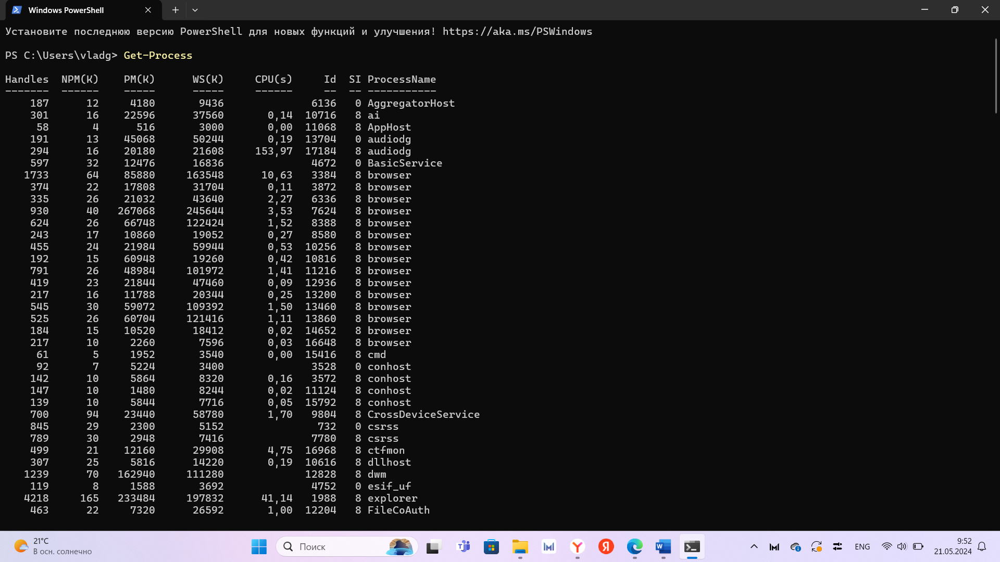 Windows PowerShell
Установите последнюю версию PowerShell для новых функций и улучшения! https://aka.ms/PSWindows
PS C:\Users\vladg> Get-Process
Handles  NPM(K)    PM(K)      WS(K)     CPU(s)     Id  SI ProcessName
-------  ------    -----      -----     ------     --  -- -----------
    187      12     4180       9436              6136   0 AggregatorHost
    301      16    22596      37560       0,14  10716   8 ai
     58       4      516       3000       0,00  11068   8 AppHost
    191      13    45068      50244       0,19  13704   0 audiodg
    294      16    20180      21608     153,97  17184   8 audiodg
    597      32    12476      16836              4672   0 BasicService
   1733      64    85880     163548      10,63   3384   8 browser
    374      22    17808      31704       0,11   3872   8 browser
    335      26    21032      43640       2,27   6336   8 browser
    930      40   267068     245644       3,53   7624   8 browser
    624      26    66748     122424       1,52   8388   8 browser
    243      17    10860      19052       0,27   8580   8 browser
    455      24    21984      59944       0,53  10256   8 browser
    192      15    60948      19260       0,42  10816   8 browser
    791      26    48984     101972       1,41  11216   8 browser
    419      23    21844      47460       0,09  12936   8 browser
    217      16    11788      20344       0,25  13200   8 browser
    545      30    59072     109392       1,50  13460   8 browser
    525      26    60704     121416       1,11  13860   8 browser
    184      15    10520      18412       0,02  14652   8 browser
    217      10     2260       7596       0,03  16648   8 browser
     61       5     1952       3540       0,00  15416   8 cmd
     92       7     5224       3400              3528   0 conhost
    142      10     5864       8320       0,16   3572   8 conhost
    147      10     1480       8244       0,02  11124   8 conhost
    139      10     5844       7716       0,05  15792   8 conhost
    700      94    23440      58780       1,70   9804   8 CrossDeviceService
    845      29     2300       5152               732   0 csrss
    789      30     2948       7416              7780   8 csrss
    499      21    12160      29908       4,75  16968   8 ctfmon
    307      25     5816      14220       0,19  10616   8 dllhost
   1239      70   162940     111280             12828   8 dwm
    119       8     1588       3692              4752   0 esif_uf
   4218     165   233484     197832      41,14   1988   8 explorer
    463      22     7320      26592       1,00  12204   8 FileCoAuth
21°C
В осн. солнечно
Поиск
ENG
9:52
21.05.2024